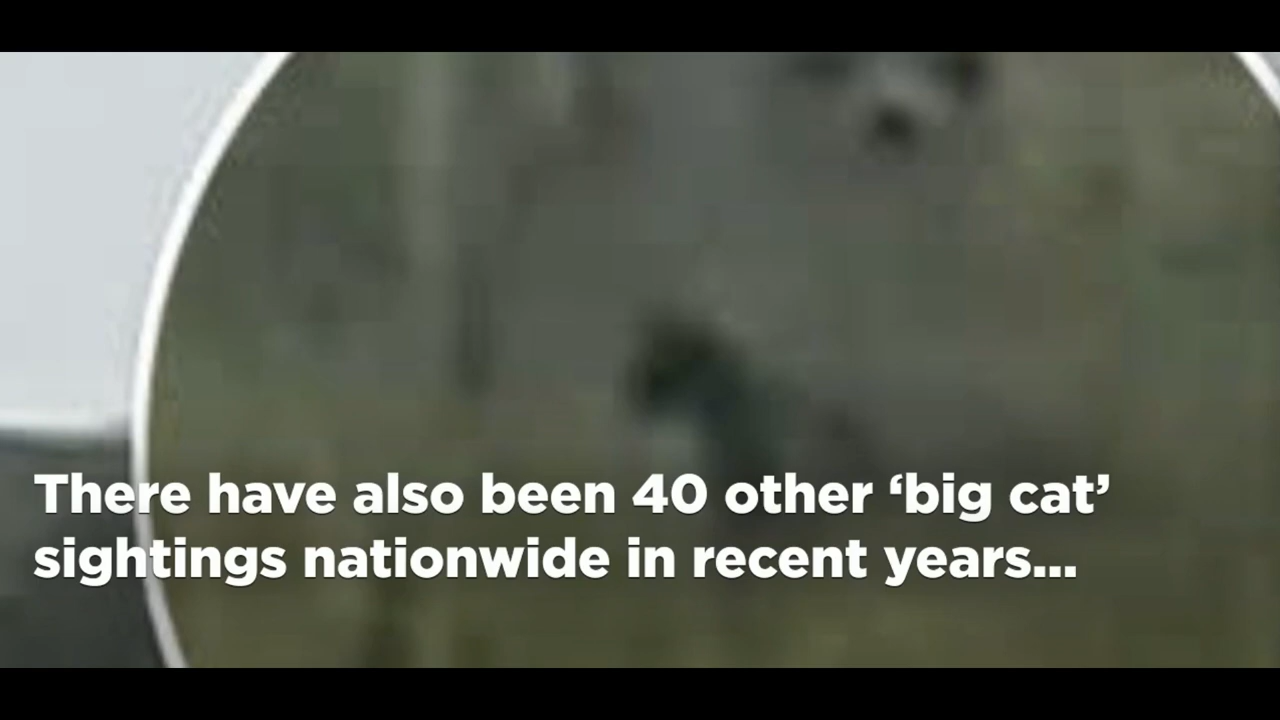 There have also been 40 other ‘big cat’
sightings nationwide in recent years...